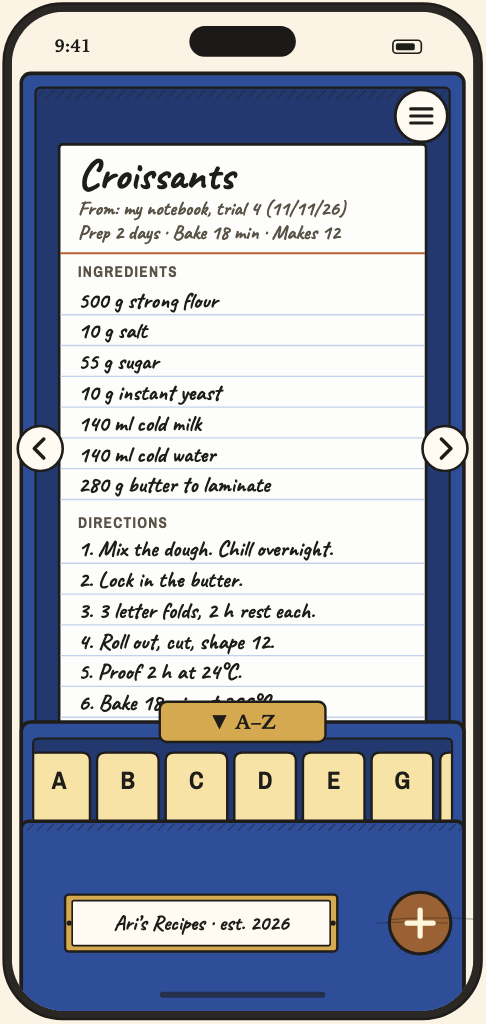 9:41
Croissants
From: my notebook, trial 4 (11/11/26)
Prep 2 days · Bake 18 min · Makes 12
INGREDIENTS
500 g strong flour
10 g salt
55 g sugar
10 g instant yeast
140 ml cold milk
140 ml cold water
280 g butter to laminate
DIRECTIONS
1. Mix the dough. Chill overnight.
2. Lock in the butter.
3. 3 letter folds, 2 h rest each.
4. Roll out, cut, shape 12.
5. Proof 2 h at 24°C.
6. Bake 18
▼ A–Z
A B C D E G
Ari's Recipes · est. 2026